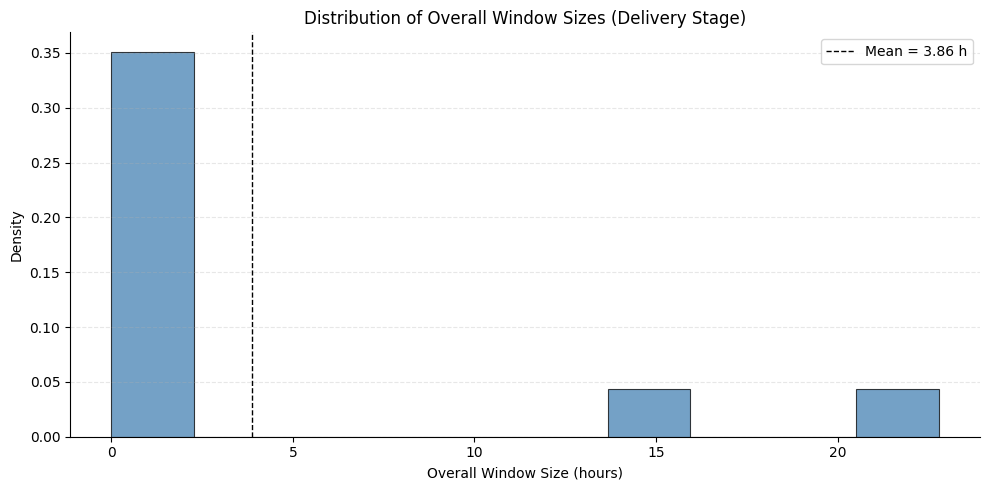 Distribution of Overall Window Sizes (Delivery Stage)
Mean = 3.86 h
0.35
0.30
0.25
0.20
0.15
0.10
0.05
0.00
Density
0 5 10 15 20
Overall Window Size (hours)